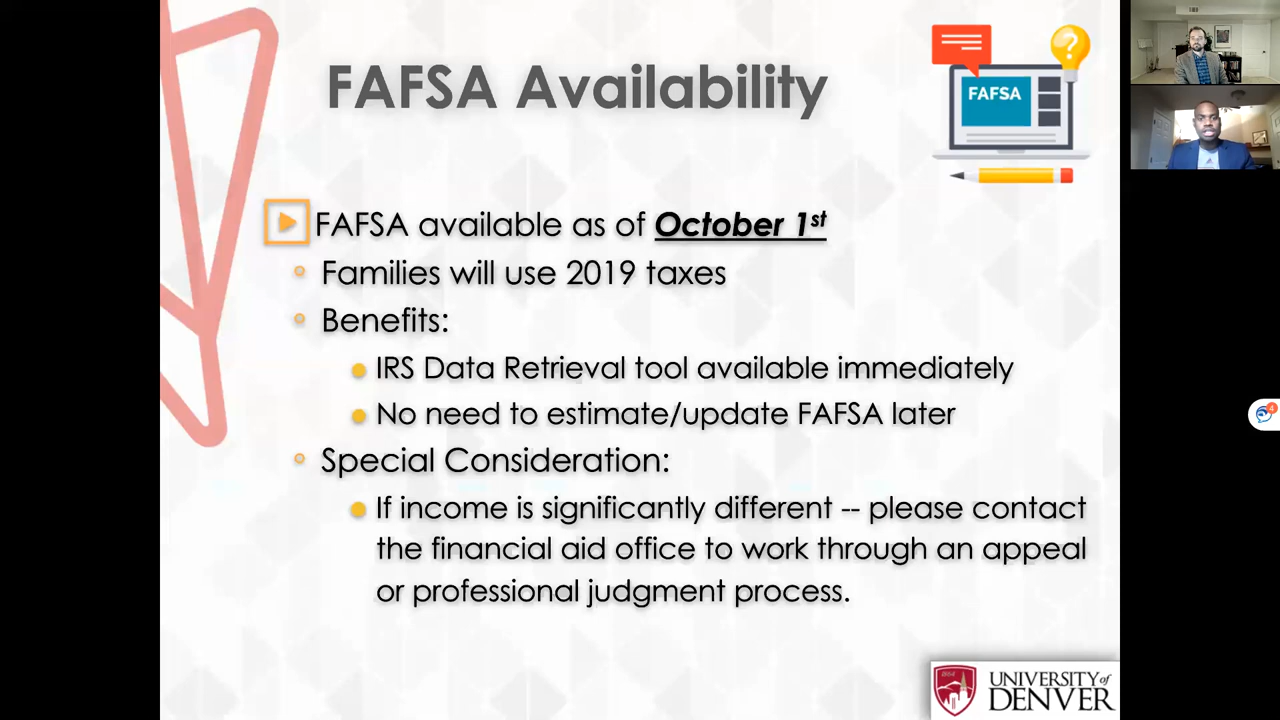 FAFSA Availability
FAFSA
FAFSA available as of October 1st
Families will use 2019 taxes
Benefits:
IRS Data Retrieval tool available immediately
No need to estimate/update FAFSA later
Special Consideration:
If income is significantly different -- please contact
the financial aid office to work through an appeal
or professional judgment process.
4
UNIVERSITY of
DENVER